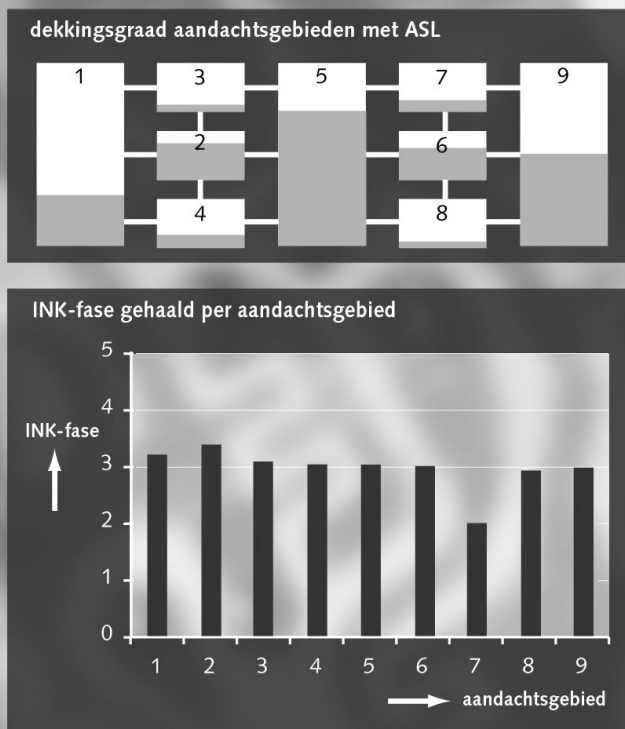 dekkingsgraad aandachtsgebieden met ASL
1 3 5 7 9
2 6
4 8
INK-fase gehaald per aandachtsgebied
5
4
INK-fase
3
2
1
0
1 2 3 4 5 6 7 8 9
aandachtsgebied